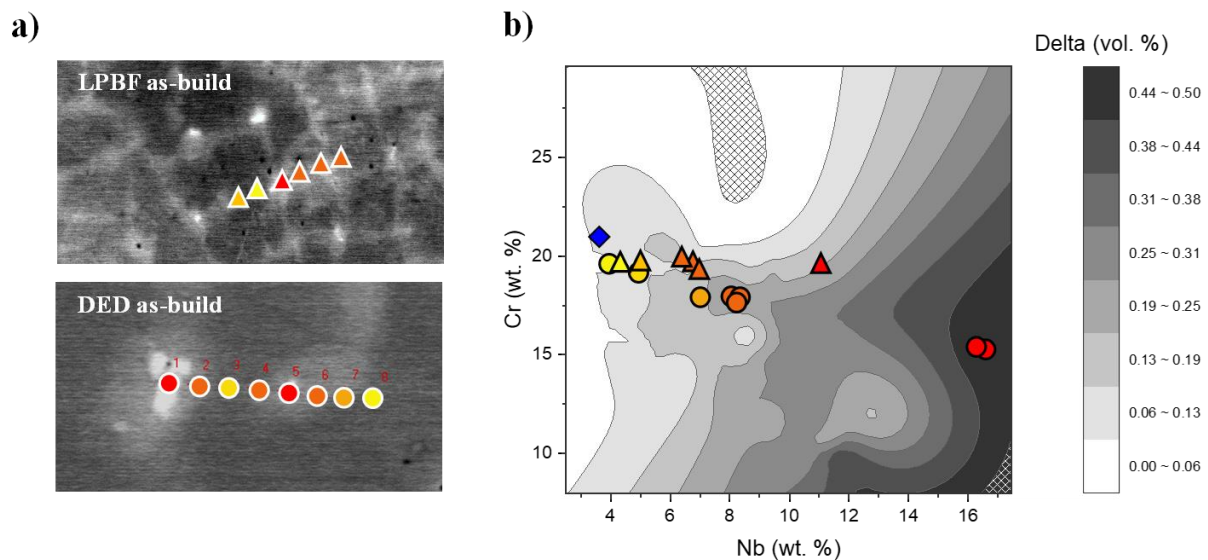 a)
LPBF as-build
DED as-build
1 2 3 4 5 6 7 8
b)
Delta (vol. %)
0.44 ~ 0.50
0.38 ~ 0.44
0.31 ~ 0.38
0.25 ~ 0.31
0.19 ~ 0.25
0.13 ~ 0.19
0.06 ~ 0.13
0.00 ~ 0.06
Cr (wt. %)
25
20
15
10
4 6 8 10 12 14 16
Nb (wt. %)